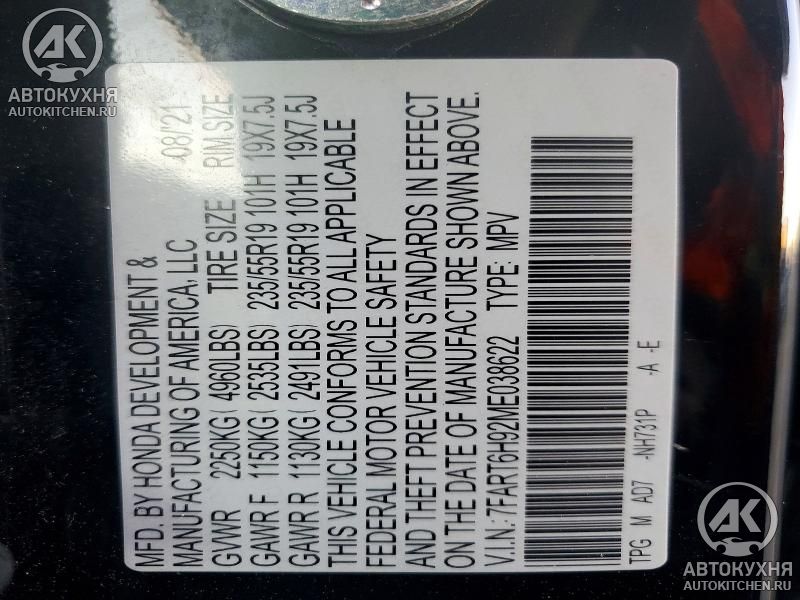 AK
АВТОКУХНЯ
AUTOKITCHEN.RU
MFD. BY HONDA DEVELOPMENT &
MANUFACTURING OF AMERICA, LLC 08/'21
GVWR 2250KG( 4960LBS) TIRE SIZE RIM SIZE
GAWR F 1150KG( 2535LBS) 235/55R19 101H 19X7.5J
GAWR R 1130KG( 2491LBS) 235/55R19 101H 19X7.5J
THIS VEHICLE CONFORMS TO ALL APPLICABLE
FEDERAL MOTOR VEHICLE SAFETY
AND THEFT PREVENTION STANDARDS IN EFFECT
ON THE DATE OF MANUFACTURE SHOWN ABOVE.
V.I.N.: 7FART6H92ME038622 TYPE: MPV
TPG M AD7 -NH731P -A -E
AK
АВТОКУХНЯ
AUTOKITCHEN.RU